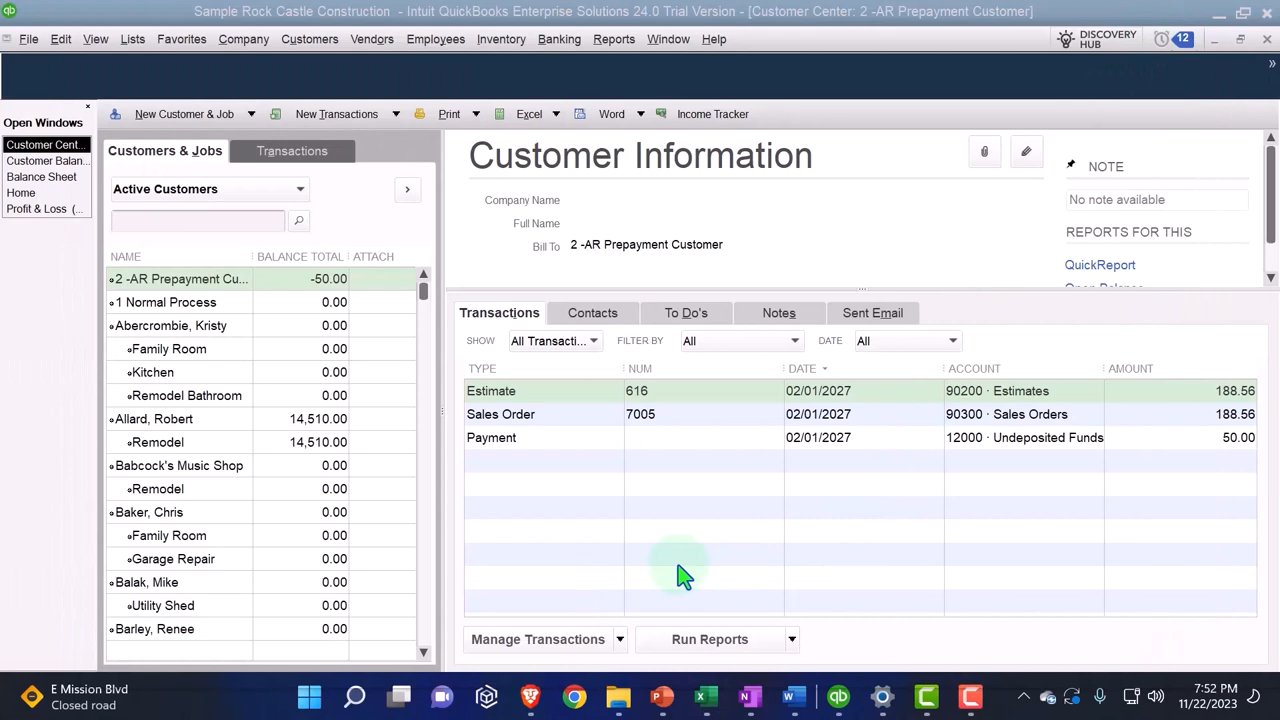 Sample Rock Castle Construction - Intuit QuickBooks Enterprise Solutions 24.0 Trial Version - [Customer Center: 2 -AR Prepayment Customer]
File Edit View Lists Favorites Company Customers Vendors Employees Inventory Banking Reports Window Help
DISCOVERY HUB 12
Open Windows
Customer Cent...
Customer Balan...
Balance Sheet
Home
Profit & Loss (...
New Customer & Job New Transactions Print Excel Word Income Tracker
Customers & Jobs Transactions
Active Customers
NAME BALANCE TOTAL ATTACH
2 -AR Prepayment Cu... -50.00
1 Normal Process 0.00
Abercrombie, Kristy 0.00
Family Room 0.00
Kitchen 0.00
Remodel Bathroom 0.00
Allard, Robert 14,510.00
Remodel 14,510.00
Babcock's Music Shop 0.00
Remodel 0.00
Baker, Chris 0.00
Family Room 0.00
Garage Repair 0.00
Balak, Mike 0.00
Utility Shed 0.00
Barley, Renee 0.00
Customer Information
Company Name
Full Name
Bill To 2 -AR Prepayment Customer
NOTE
No note available
REPORTS FOR THIS
QuickReport
Transactions Contacts To Do's Notes Sent Email
SHOW All Transacti... FILTER BY All DATE All
TYPE NUM DATE ACCOUNT AMOUNT
Estimate 616 02/01/2027 90200 · Estimates 188.56
Sales Order 7005 02/01/2027 90300 · Sales Orders 188.56
Payment 02/01/2027 12000 · Undeposited Funds 50.00
Manage Transactions Run Reports
E Mission Blvd
Closed road
7:52 PM
11/22/2023